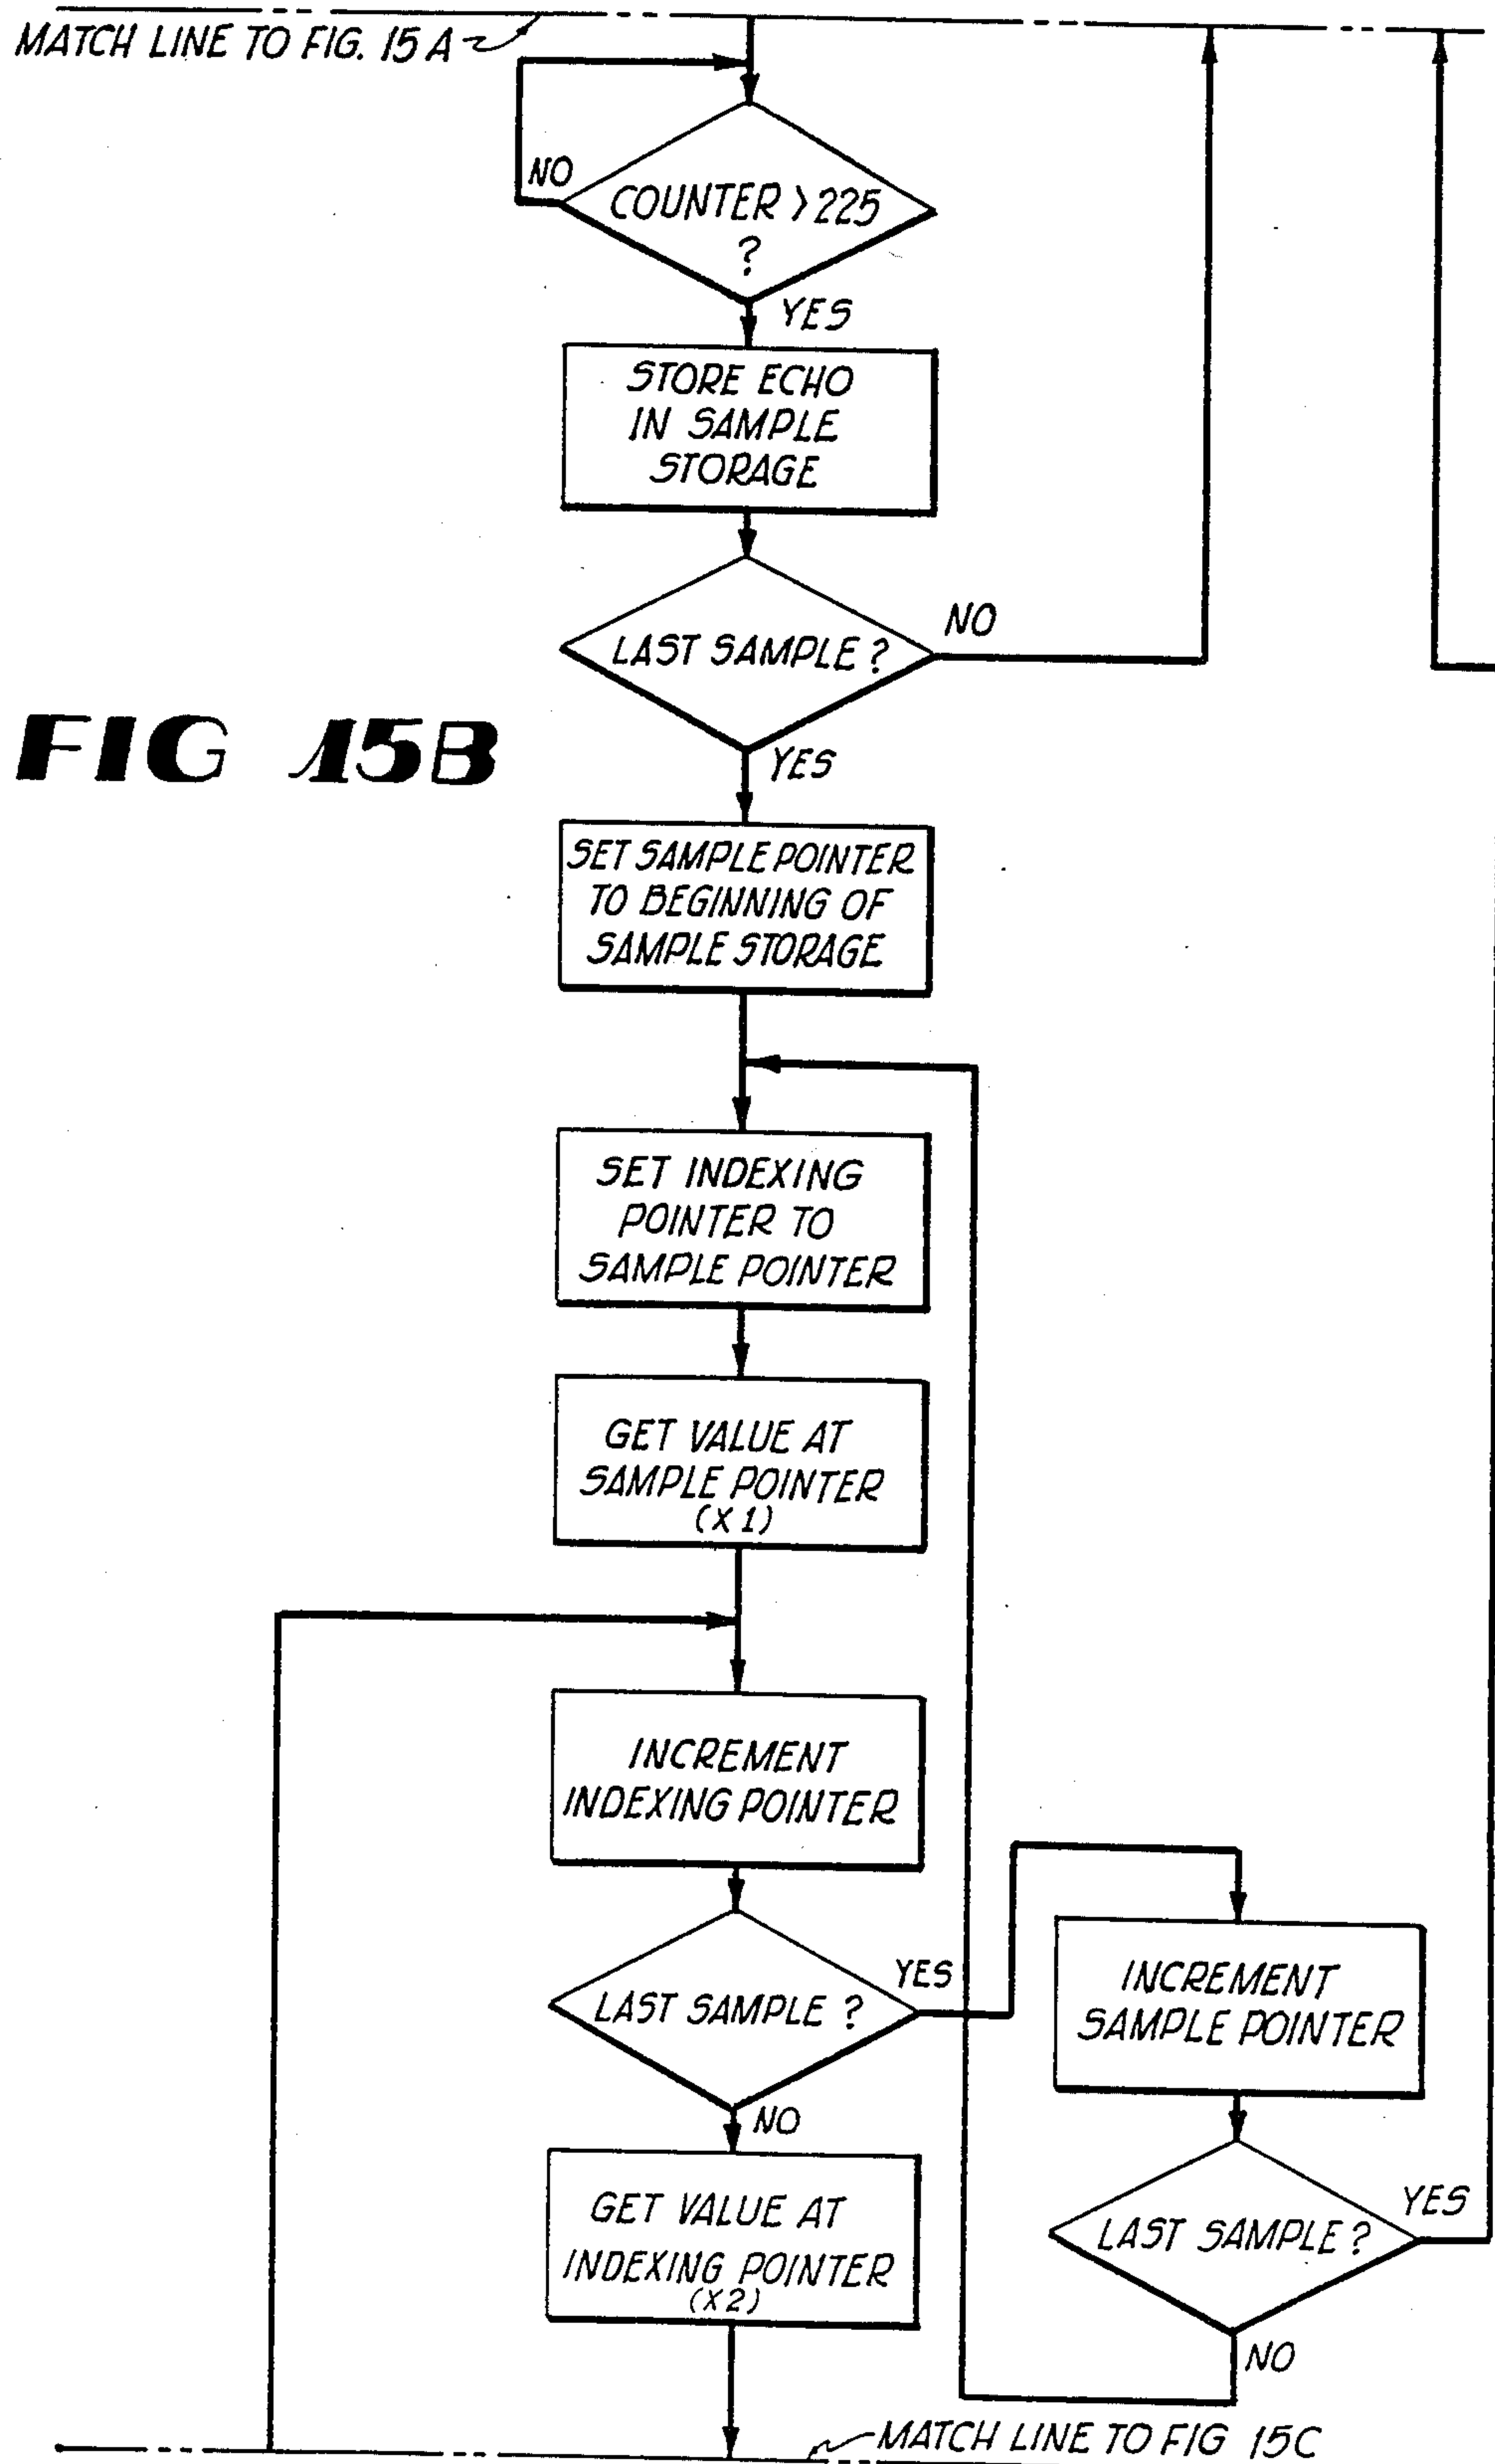 MATCH LINE TO FIG. 15 A
NO
COUNTER > 225
?
YES
STORE ECHO
IN SAMPLE
STORAGE
LAST SAMPLE ?
NO
FIG 15B
YES
SET SAMPLE POINTER
TO BEGINNING OF
SAMPLE STORAGE
SET INDEXING
POINTER TO
SAMPLE POINTER
GET VALUE AT
SAMPLE POINTER
(X1)
INCREMENT
INDEXING POINTER
LAST SAMPLE ?
YES
INCREMENT
SAMPLE POINTER
NO
GET VALUE AT
INDEXING POINTER
(X2)
LAST SAMPLE ?
YES
NO
MATCH LINE TO FIG 15C